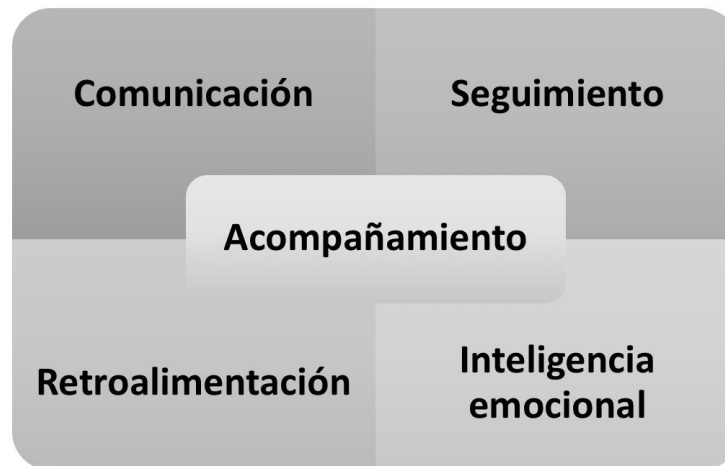 Comunicación
Seguimiento
Acompañamiento
Retroalimentación
Inteligencia
emocional